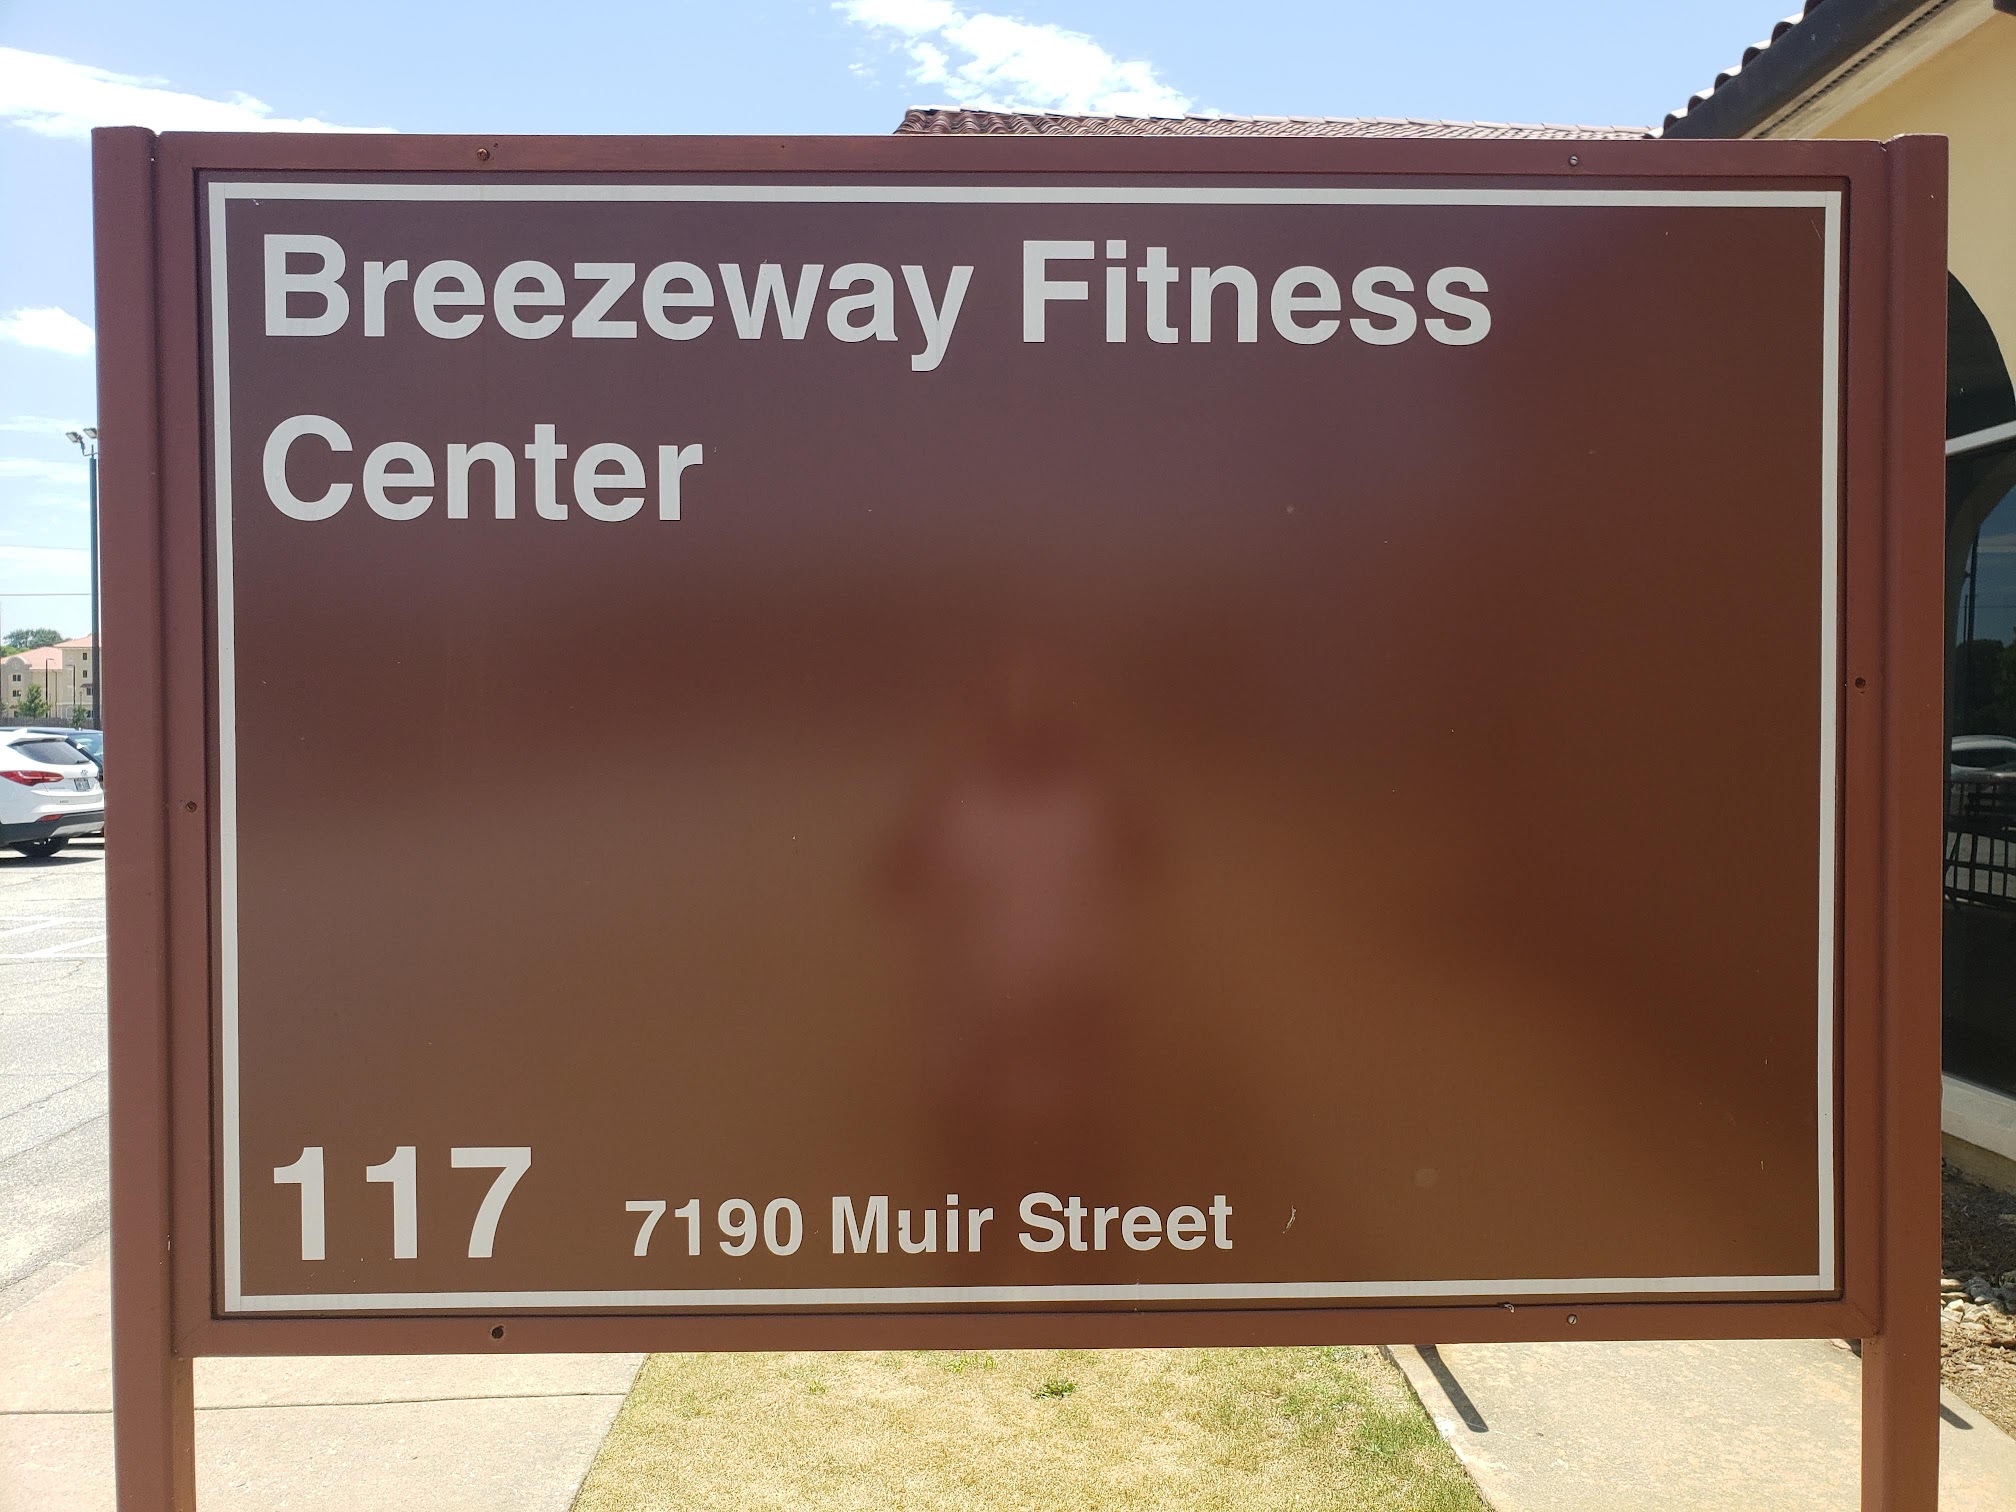 Breezeway Fitness
Center
117 7190 Muir Street